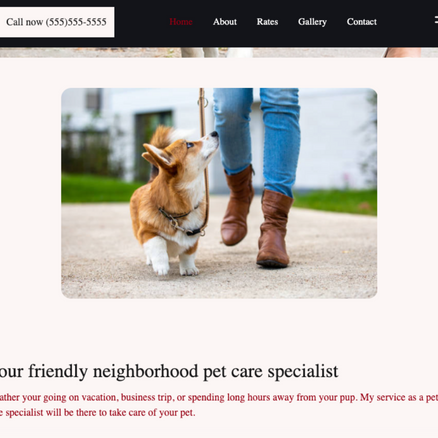 Call now (555)555-5555
Home About Rates Gallery Contact
our friendly neighborhood pet care specialist
ather your going on vacation, business trip, or spending long hours away from your pup. My service as a pet
e specialist will be there to take care of your pet.